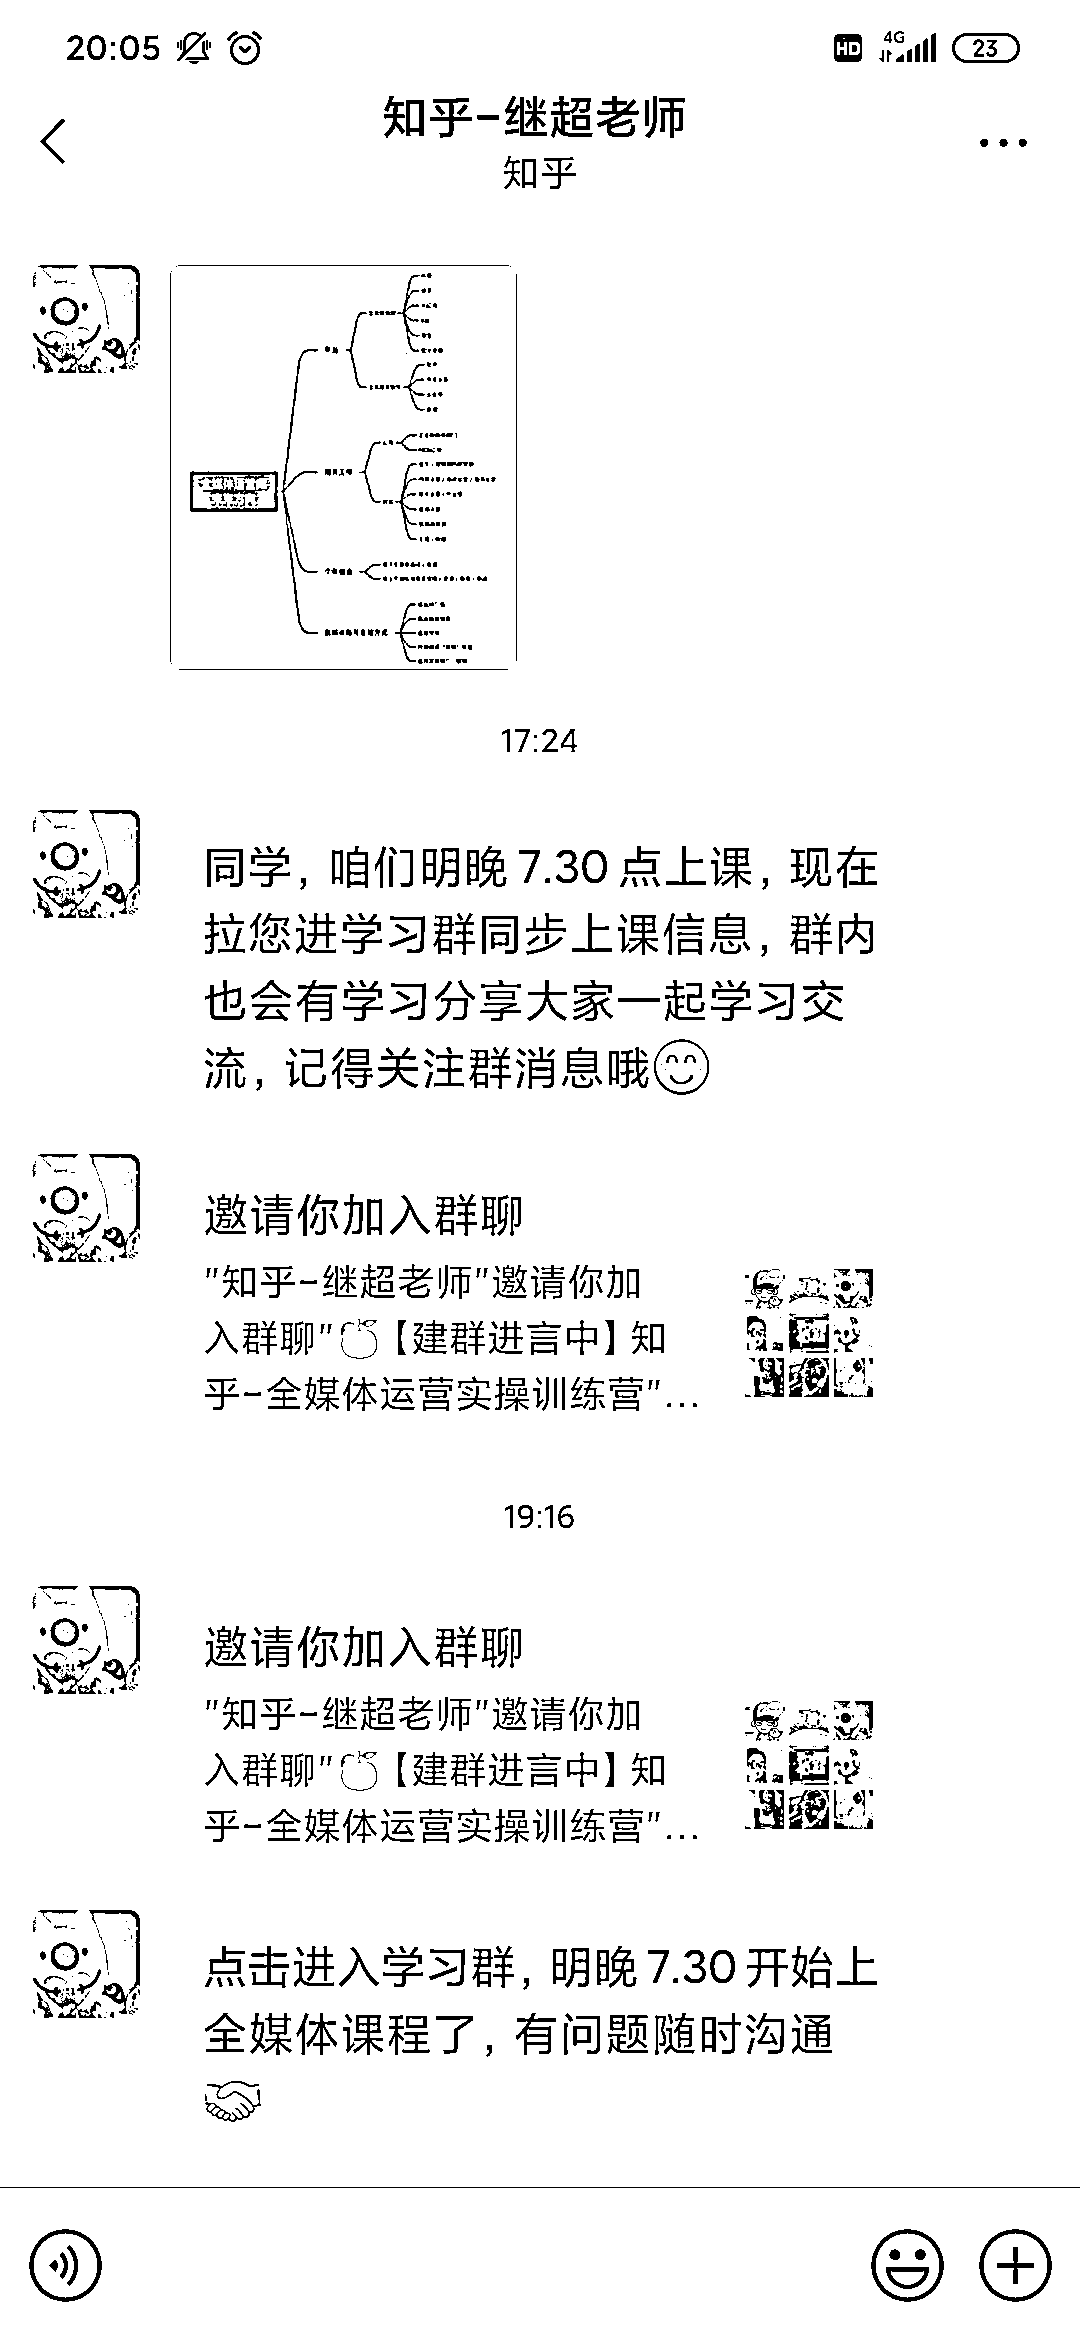 20:05
HD 4G 23
知乎-继超老师
知乎
17:24
同学，咱们明晚7.30点上课，现在
拉您进学习群同步上课信息，群内
也会有学习分享大家一起学习交
流，记得关注群消息哦😊
邀请你加入群聊
"知乎-继超老师"邀请你加
入群聊"🍎【建群进言中】知
乎-全媒体运营实操训练营"...
19:16
邀请你加入群聊
"知乎-继超老师"邀请你加
入群聊"🍎【建群进言中】知
乎-全媒体运营实操训练营"...
点击进入学习群，明晚7.30开始上
全媒体课程了，有问题随时沟通
🤝